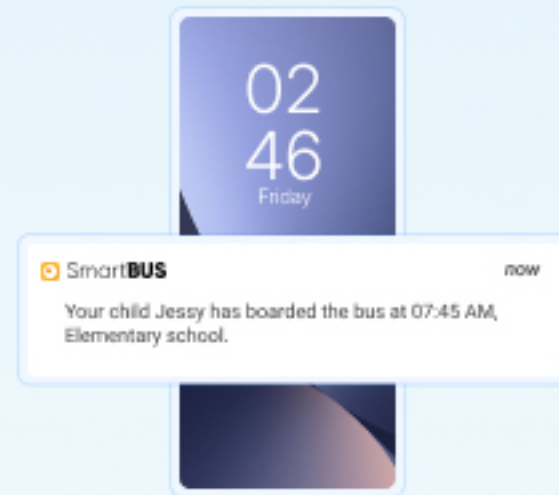 02
46
Friday
SmartBUS
now
Your child Jessy has boarded the bus at 07:45 AM,
Elementary school.